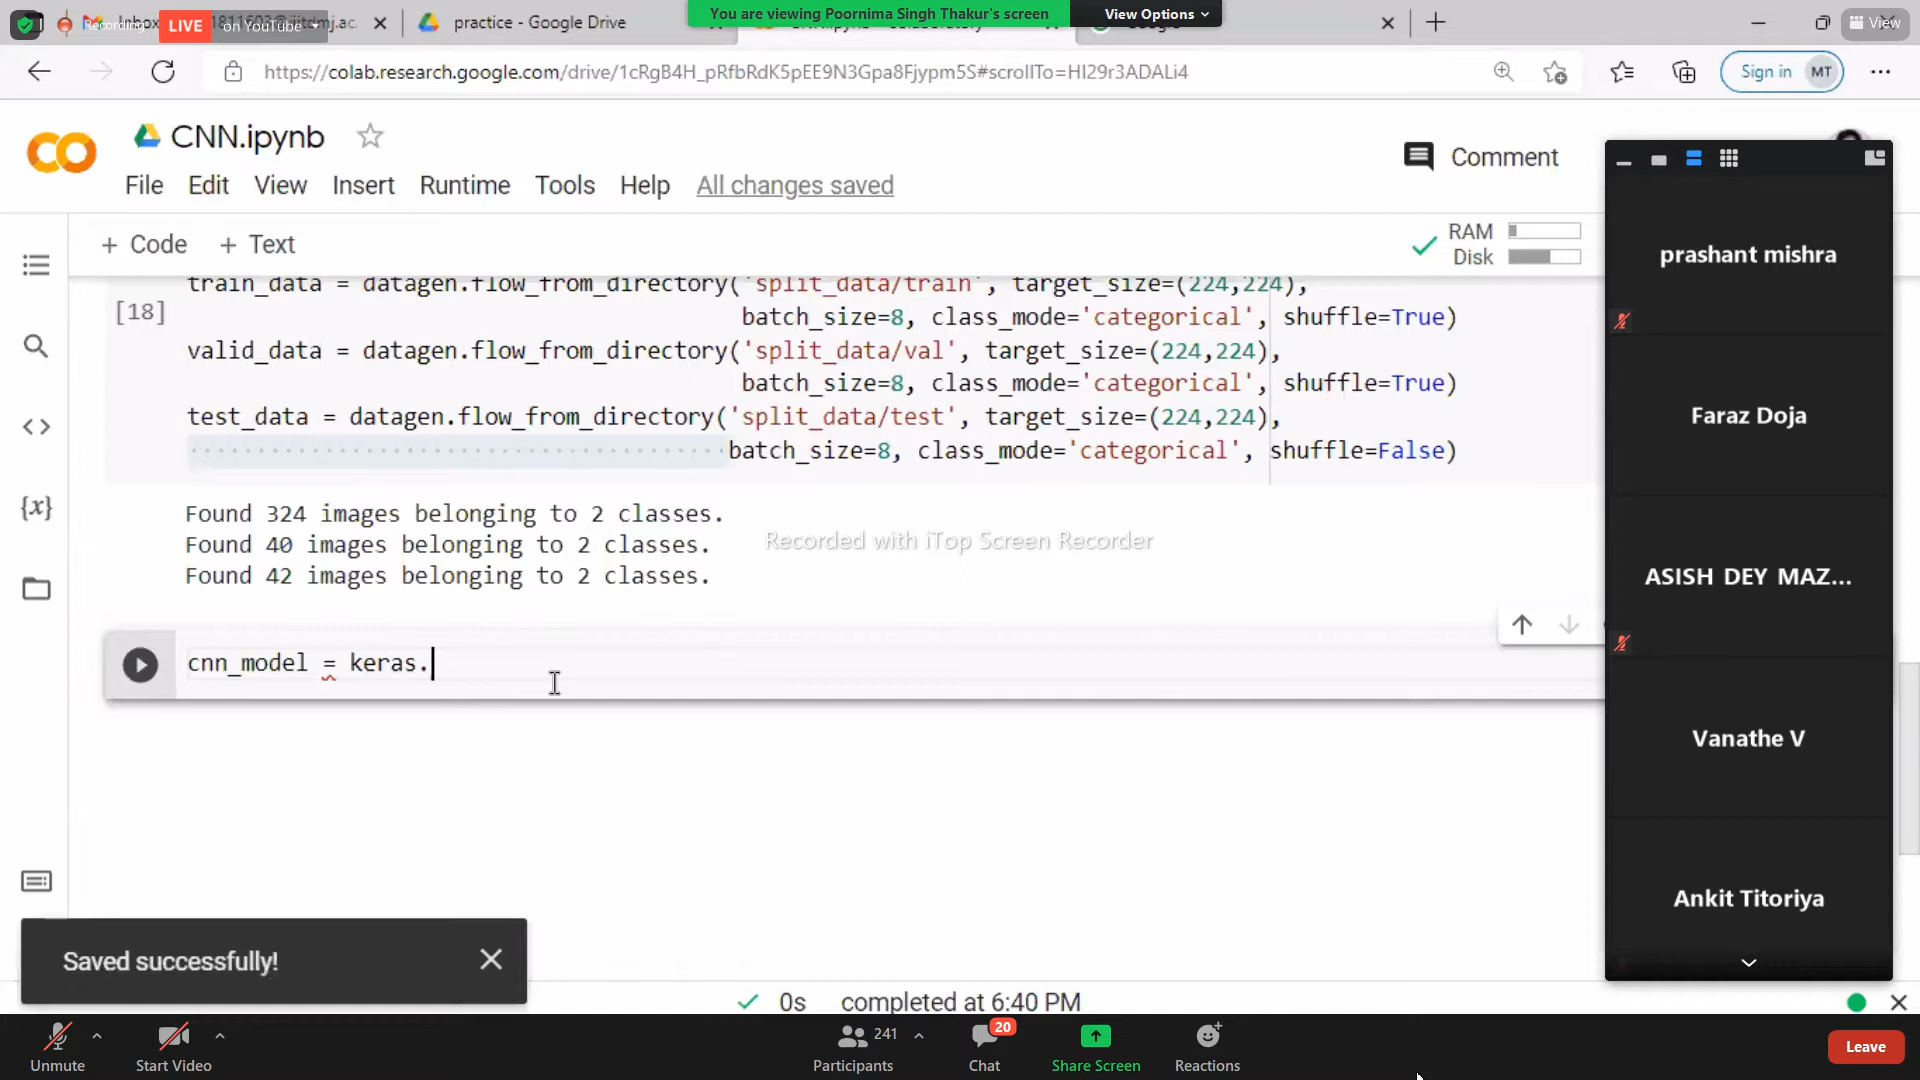 Recording
LIVE on YouTube
practice - Google Drive
You are viewing Poornima Singh Thakur's screen
View Options
View
https://colab.research.google.com/drive/1cRgB4H_pRfbRdK5pEE9N3Gpa8Fjypm5S#scrollTo=HI29r3ADALi4
Sign in MT
CNN.ipynb
Comment
File Edit View Insert Runtime Tools Help All changes saved
+ Code + Text
RAM
Disk
train_data = datagen.flow_from_directory('split_data/train', target_size=(224,224),
[18]
batch_size=8, class_mode='categorical', shuffle=True)
valid_data = datagen.flow_from_directory('split_data/val', target_size=(224,224),
batch_size=8, class_mode='categorical', shuffle=True)
test_data = datagen.flow_from_directory('split_data/test', target_size=(224,224),
batch_size=8, class_mode='categorical', shuffle=False)
Found 324 images belonging to 2 classes.
Found 40 images belonging to 2 classes.
Found 42 images belonging to 2 classes.
Recorded with iTop Screen Recorder
cnn_model = keras.
prashant mishra
Faraz Doja
ASISH DEY MAZ...
Vanathe V
Ankit Titoriya
Saved successfully!
0s completed at 6:40 PM
Unmute
Start Video
241
Participants
20
Chat
Share Screen
Reactions
Leave